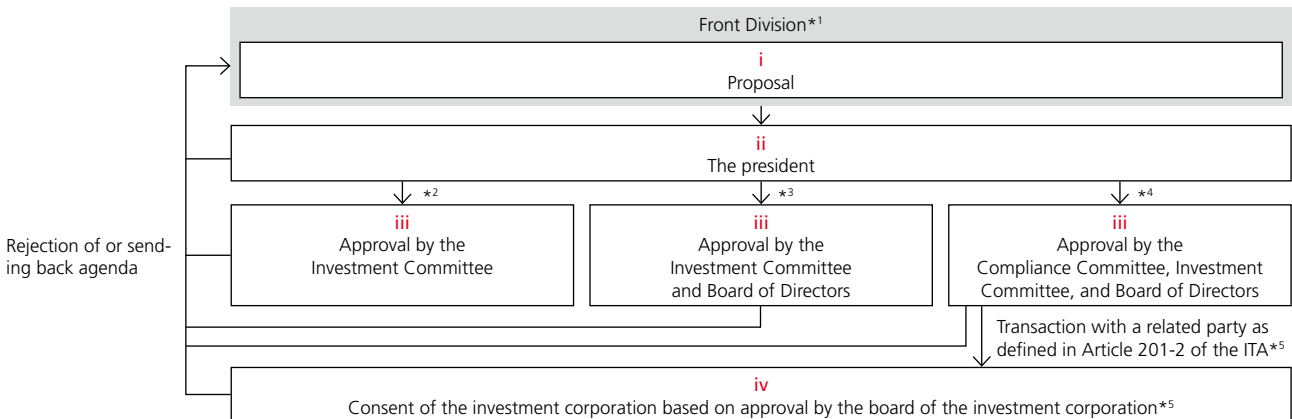 Front Division*1
i
Proposal
ii
The president
*2
*3
*4
Rejection of or send-
ing back agenda
iii
Approval by the
Investment Committee
iii
Approval by the
Investment Committee
and Board of Directors
iii
Approval by the
Compliance Committee, Investment
Committee, and Board of Directors
Transaction with a related party as
defined in Article 201-2 of the ITA*5
iv
Consent of the investment corporation based on approval by the board of the investment corporation*5